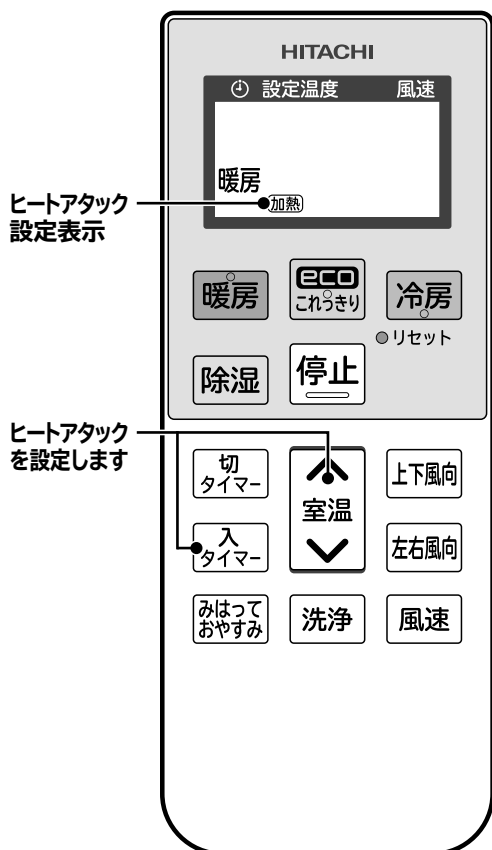 HITACHI
設定温度 風速
暖房
加熱
ヒートアタック
設定表示
暖房
eco
これっきり
冷房
リセット
除湿
停止
ヒートアタック
を設定します
切
タイマー
室温
上下風向
入
タイマー
左右風向
みはって
おやすみ
洗浄
風速